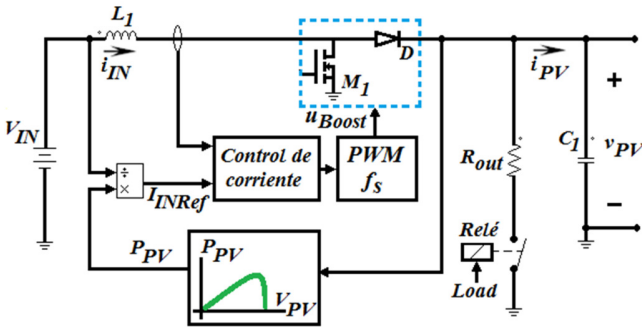 L1
iIN
M1
D
iPV
+
VIN
uBoost
Control de
corriente
PWM
fs
÷
×
IINRef
Rout
C1
vPV
−
PPV
PPV
VPV
Relé
Load